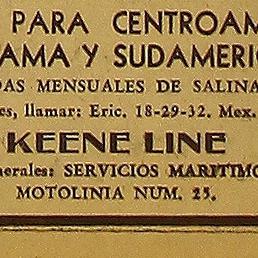 PARA CENTROAM
AMA Y SUDAMERIC
DAS MENSUALES DE SALINA
es, llamar: Eric. 18-29-32. Mex.
KEENE LINE
nerales: SERVICIOS MARITIMO
MOTOLINIA NUM. 25.